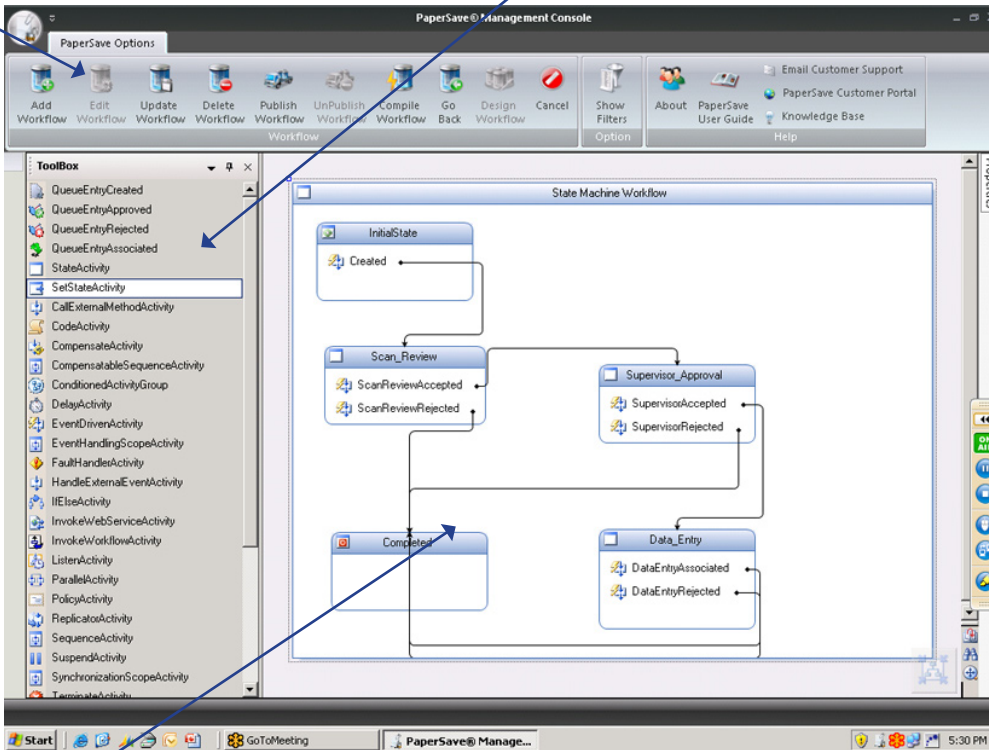 PaperSave® Management Console
PaperSave Options
Add Workflow
Edit Workflow
Update Workflow
Delete Workflow
Publish Workflow
UnPublish Workflow
Compile Workflow
Go Back
Design Workflow
Cancel
Workflow
Show Filters
Option
About
PaperSave User Guide
Email Customer Support
PaperSave Customer Portal
Knowledge Base
Help
ToolBox
QueueEntryCreated
QueueEntryApproved
QueueEntryRejected
QueueEntryAssociated
StateActivity
SetStateActivity
CallExternalMethodActivity
CodeActivity
CompensateActivity
CompensatableSequenceActivity
ConditionedActivityGroup
DelayActivity
EventDrivenActivity
EventHandlingScopeActivity
FaultHandlerActivity
HandleExternalEventActivity
IfElseActivity
InvokeWebServiceActivity
InvokeWorkflowActivity
ListenActivity
ParallelActivity
PolicyActivity
ReplicatorActivity
SequenceActivity
SuspendActivity
SynchronizationScopeActivity
TerminateActivity
State Machine Workflow
InitialState
Created
Scan_Review
ScanReviewAccepted
ScanReviewRejected
Supervisor_Approval
SupervisorAccepted
SupervisorRejected
Completed
Data_Entry
DataEntryAssociated
DataEntryRejected
Start
GoToMeeting
PaperSave® Manage...
5:30 PM